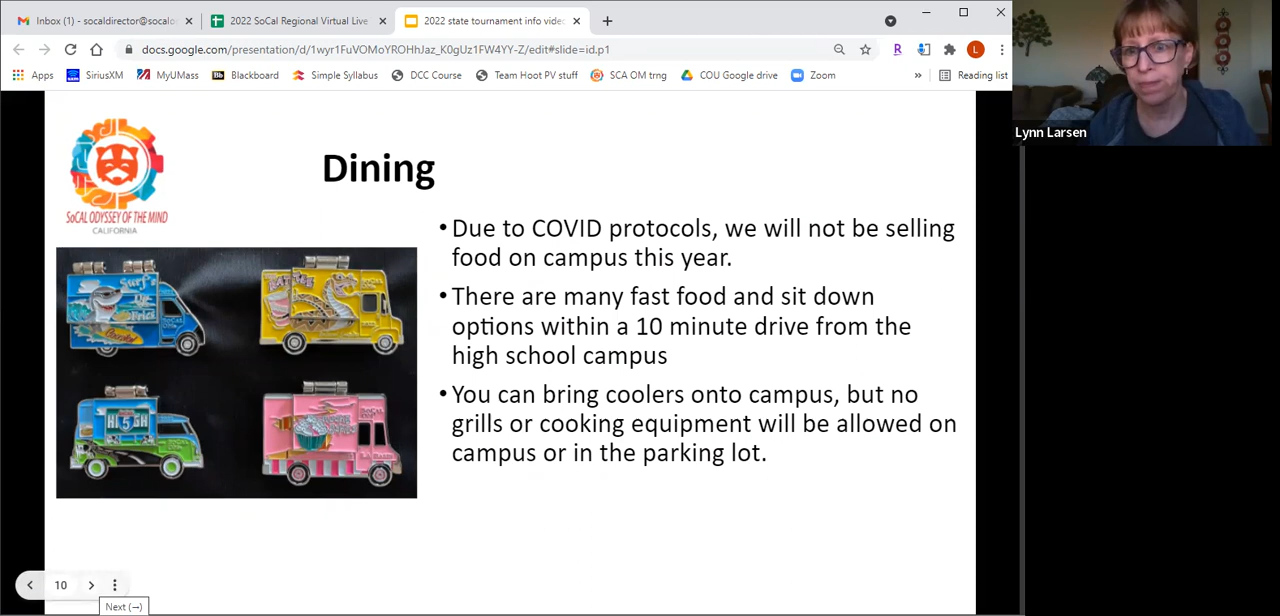 Inbox (1) - socaldirector@socalo
2022 SoCal Regional Virtual Live
2022 state tournament info vide
docs.google.com/presentation/d/1wyr1FuVOMoYROHhJaz_K0gUz1FW4YY-Z/edit#slide=id.p1
R
L
Apps
SiriusXM
MyUMass
Bb Blackboard
Simple Syllabus
DCC Course
Team Hoot PV stuff
SCA OM trng
COU Google drive
Zoom
»
Reading list
Lynn Larsen
SoCAL ODYSSEY OF THE MIND
CALIFORNIA
Dining
• Due to COVID protocols, we will not be selling
food on campus this year.
• There are many fast food and sit down
options within a 10 minute drive from the
high school campus
• You can bring coolers onto campus, but no
grills or cooking equipment will be allowed on
campus or in the parking lot.
Surf's
HIGH
5
10
Next (→)